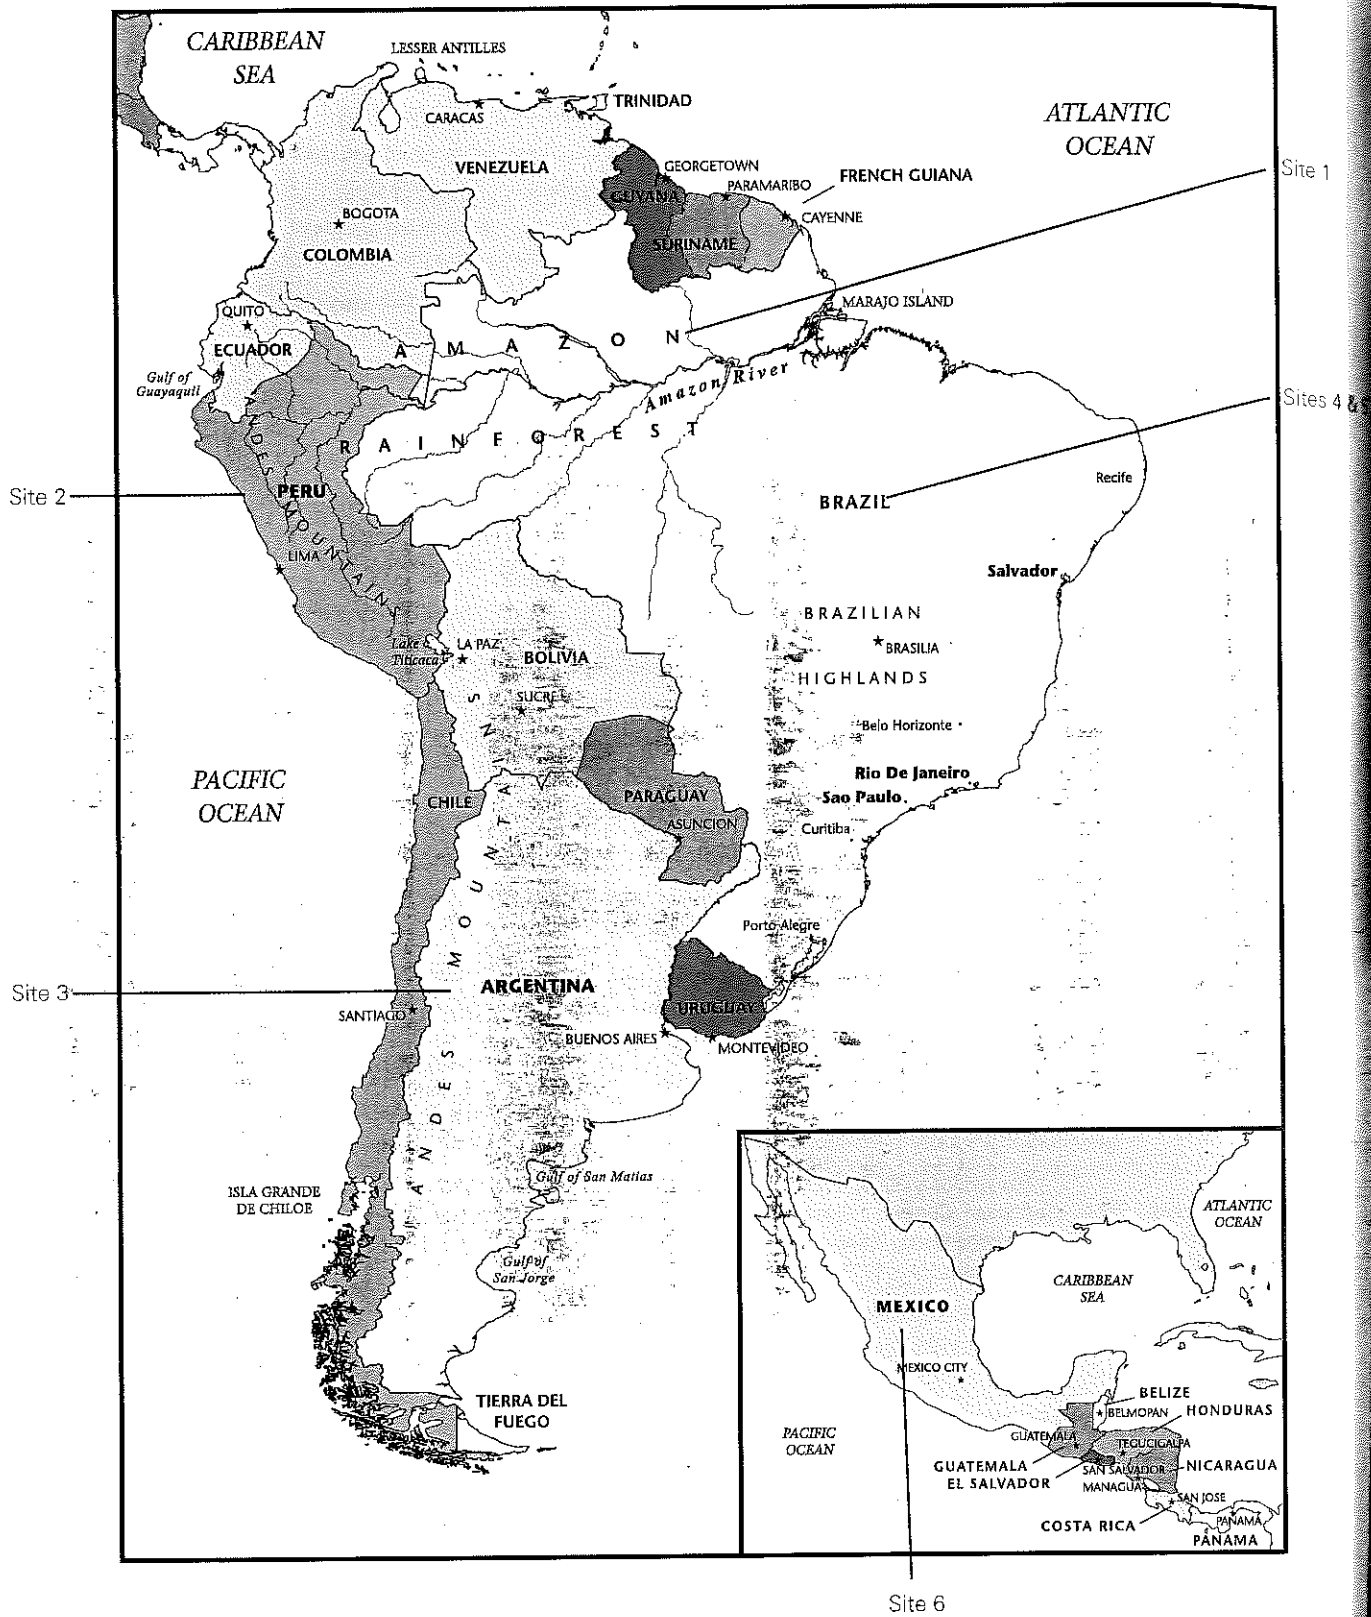 CARIBBEAN
SEA
LESSER ANTILLES
TRINIDAD
ATLANTIC
OCEAN
CARACAS
VENEZUELA
GEORGETOWN
GUYANA
PARAMARIBO
FRENCH GUIANA
Site 1
BOGOTA
COLOMBIA
SURINAME
CAYENNE
MARAJO ISLAND
QUITO
ECUADOR
Gulf of
Guayaquil
AMAZON
Amazon River
RAINFOREST
Sites 4 &
Site 2
PERU
ANDES MOUNTAINS
LIMA
BRAZIL
Recife
Salvador
BRAZILIAN
BRASILIA
HIGHLANDS
Lake
Titicaca
LA PAZ
BOLIVIA
SUCRE
Belo Horizonte
PACIFIC
OCEAN
CHILE
PARAGUAY
ASUNCION
Rio De Janeiro
Sao Paulo
Curitiba
Porto Alegre
ANDES MOUNTAINS
Site 3
ARGENTINA
SANTIAGO
URUGUAY
BUENOS AIRES
MONTEVIDEO
Gulf of San Matias
ISLA GRANDE
DE CHILOE
Gulf of
San Jorge
TIERRA DEL
FUEGO
ATLANTIC
OCEAN
CARIBBEAN
SEA
MEXICO
MEXICO CITY
PACIFIC
OCEAN
BELIZE
BELMOPAN
HONDURAS
GUATEMALA
TEGUCIGALPA
GUATEMALA
EL SALVADOR
SAN SALVADOR
NICARAGUA
MANAGUA
SAN JOSE
COSTA RICA
PANAMA
PANAMA
Site 6